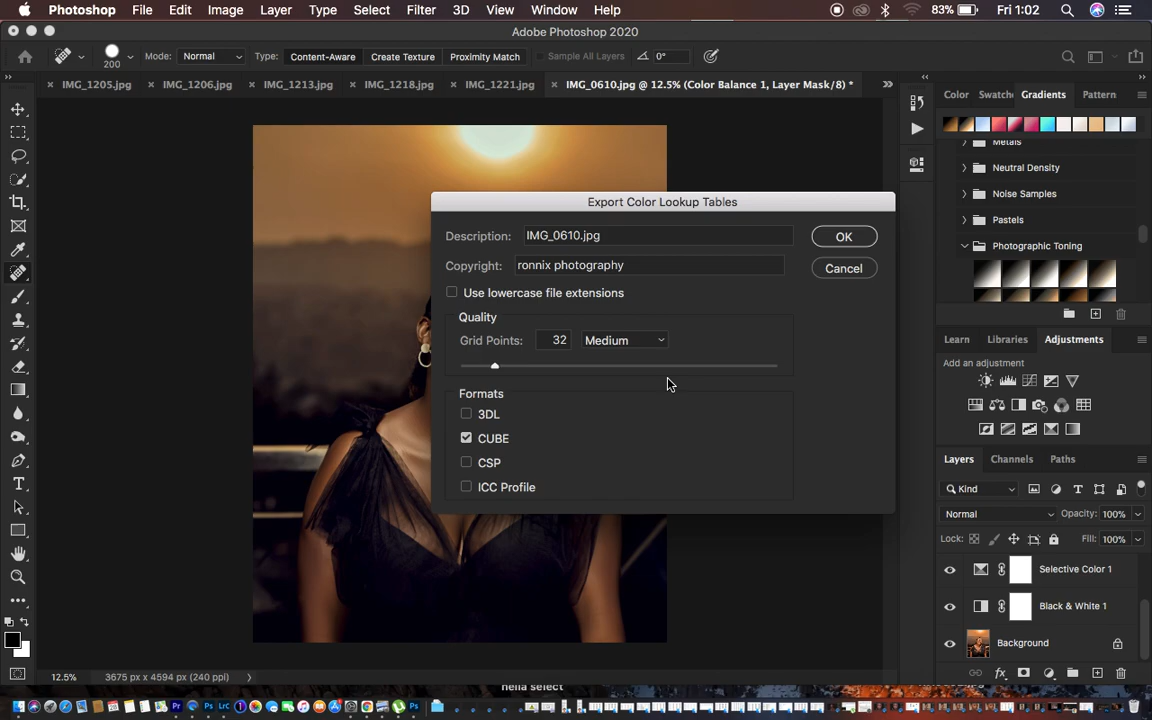 Photoshop File Edit Image Layer Type Select Filter 3D View Window Help 83% Fri 1:02
Adobe Photoshop 2020
200 Mode: Normal Type: Content-Aware Create Texture Proximity Match Sample All Layers 0°
IMG_1205.jpg IMG_1206.jpg IMG_1213.jpg IMG_1218.jpg IMG_1221.jpg IMG_0610.jpg @ 12.5% (Color Balance 1, Layer Mask/8) *
Color Swatche Gradients Pattern
Metals
Neutral Density
Noise Samples
Pastels
Photographic Toning
Export Color Lookup Tables
Description: IMG_0610.jpg OK
Copyright: ronnix photography Cancel
Use lowercase file extensions
Quality
Grid Points: 32 Medium
Formats
3DL
CUBE
CSP
ICC Profile
Learn Libraries Adjustments
Add an adjustment
Layers Channels Paths
Kind
Normal Opacity: 100%
Lock: Fill: 100%
Selective Color 1
Black & White 1
Background
12.5% 3675 px x 4594 px (240 ppi)